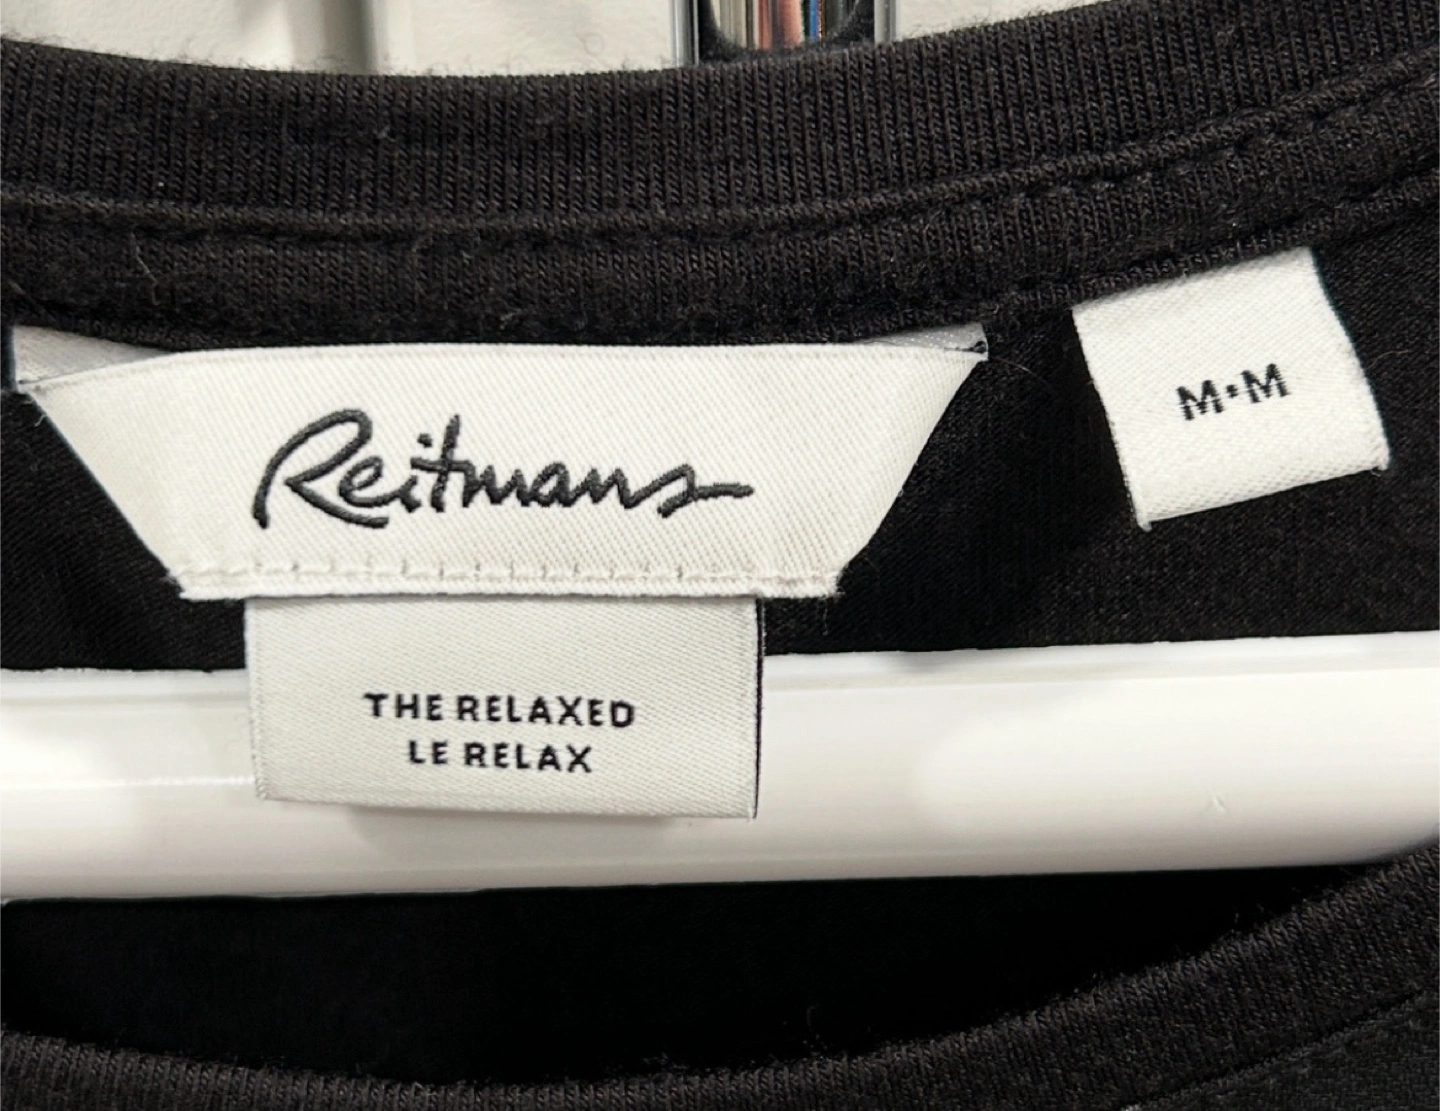 Reitmans
M•M
THE RELAXED
LE RELAX